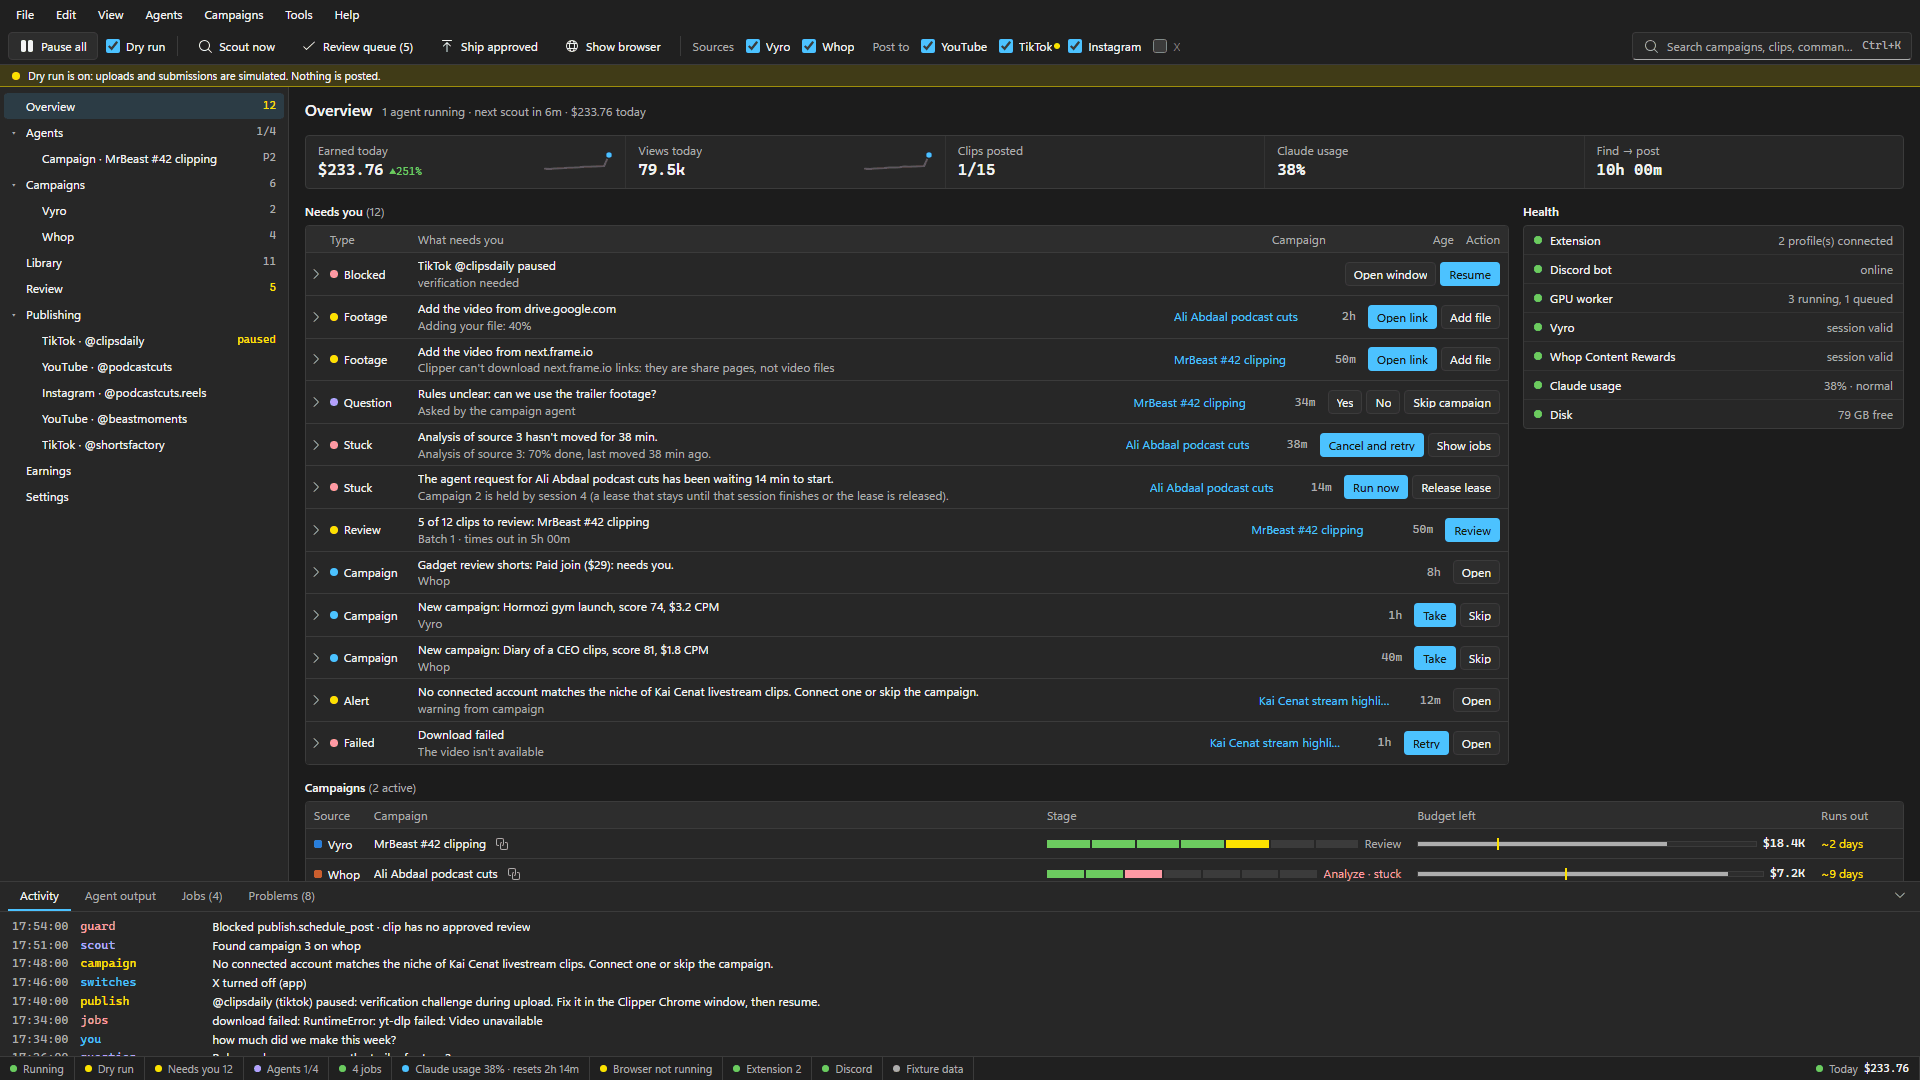 File Edit View Agents Campaigns Tools Help
Pause all Dry run Scout now Review queue (5) Ship approved Show browser Sources Vyro Whop Post to YouTube TikTok Instagram X Search campaigns, clips, comman... Ctrl+K
Dry run is on: uploads and submissions are simulated. Nothing is posted.
Overview 12
Agents 1/4
Campaign · MrBeast #42 clipping P2
Campaigns 6
Vyro 2
Whop 4
Library 11
Review 5
Publishing
TikTok · @clipsdaily paused
YouTube · @podcastcuts
Instagram · @podcastcuts.reels
YouTube · @beastmoments
TikTok · @shortsfactory
Earnings
Settings
Overview 1 agent running · next scout in 6m · $233.76 today
Earned today Views today Clips posted Claude usage Find → post
$233.76 ▲251% 79.5k 1/15 38% 10h 00m
Needs you (12)
Type What needs you Campaign Age Action
Blocked TikTok @clipsdaily paused Open window Resume
verification needed
Footage Add the video from drive.google.com Ali Abdaal podcast cuts 2h Open link Add file
Adding your file: 40%
Footage Add the video from next.frame.io MrBeast #42 clipping 50m Open link Add file
Clipper can't download next.frame.io links: they are share pages, not video files
Question Rules unclear: can we use the trailer footage? MrBeast #42 clipping 34m Yes No Skip campaign
Asked by the campaign agent
Stuck Analysis of source 3 hasn't moved for 38 min. Ali Abdaal podcast cuts 38m Cancel and retry Show jobs
Analysis of source 3: 70% done, last moved 38 min ago.
Stuck The agent request for Ali Abdaal podcast cuts has been waiting 14 min to start. Ali Abdaal podcast cuts 14m Run now Release lease
Campaign 2 is held by session 4 (a lease that stays until that session finishes or the lease is released).
Review 5 of 12 clips to review: MrBeast #42 clipping MrBeast #42 clipping 50m Review
Batch 1 · times out in 5h 00m
Campaign Gadget review shorts: Paid join ($29): needs you. 8h Open
Whop
Campaign New campaign: Hormozi gym launch, score 74, $3.2 CPM 1h Take Skip
Vyro
Campaign New campaign: Diary of a CEO clips, score 81, $1.8 CPM 40m Take Skip
Whop
Alert No connected account matches the niche of Kai Cenat livestream clips. Connect one or skip the campaign. Kai Cenat stream highli... 12m Open
warning from campaign
Failed Download failed Kai Cenat stream highli... 1h Retry Open
The video isn't available
Health
Extension 2 profile(s) connected
Discord bot online
GPU worker 3 running, 1 queued
Vyro session valid
Whop Content Rewards session valid
Claude usage 38% · normal
Disk 79 GB free
Campaigns (2 active)
Source Campaign Stage Budget left Runs out
Vyro MrBeast #42 clipping Review $18.4K ~2 days
Whop Ali Abdaal podcast cuts Analyze · stuck $7.2K ~9 days
Activity Agent output Jobs (4) Problems (8)
17:54:00 guard Blocked publish.schedule_post · clip has no approved review
17:51:00 scout Found campaign 3 on whop
17:48:00 campaign No connected account matches the niche of Kai Cenat livestream clips. Connect one or skip the campaign.
17:46:00 switches X turned off (app)
17:40:00 publish @clipsdaily (tiktok) paused: verification challenge during upload. Fix it in the Clipper Chrome window, then resume.
17:34:00 jobs download failed: RuntimeError: yt-dlp failed: Video unavailable
17:34:00 you how much did we make this week?
Running Dry run Needs you 12 Agents 1/4 4 jobs Claude usage 38% · resets 2h 14m Browser not running Extension 2 Discord Fixture data Today $233.76